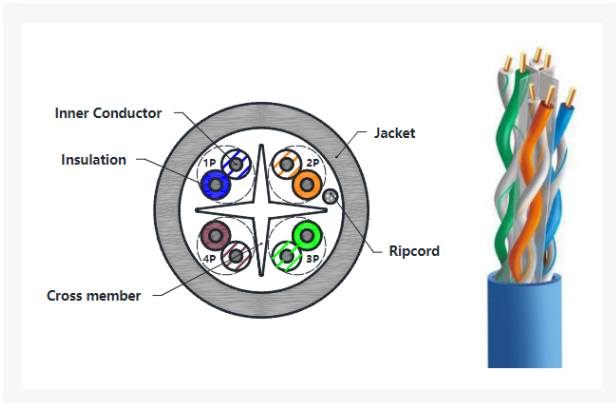 Inner Conductor
Jacket
Insulation
1P
2P
Ripcord
4P
3P
Cross member